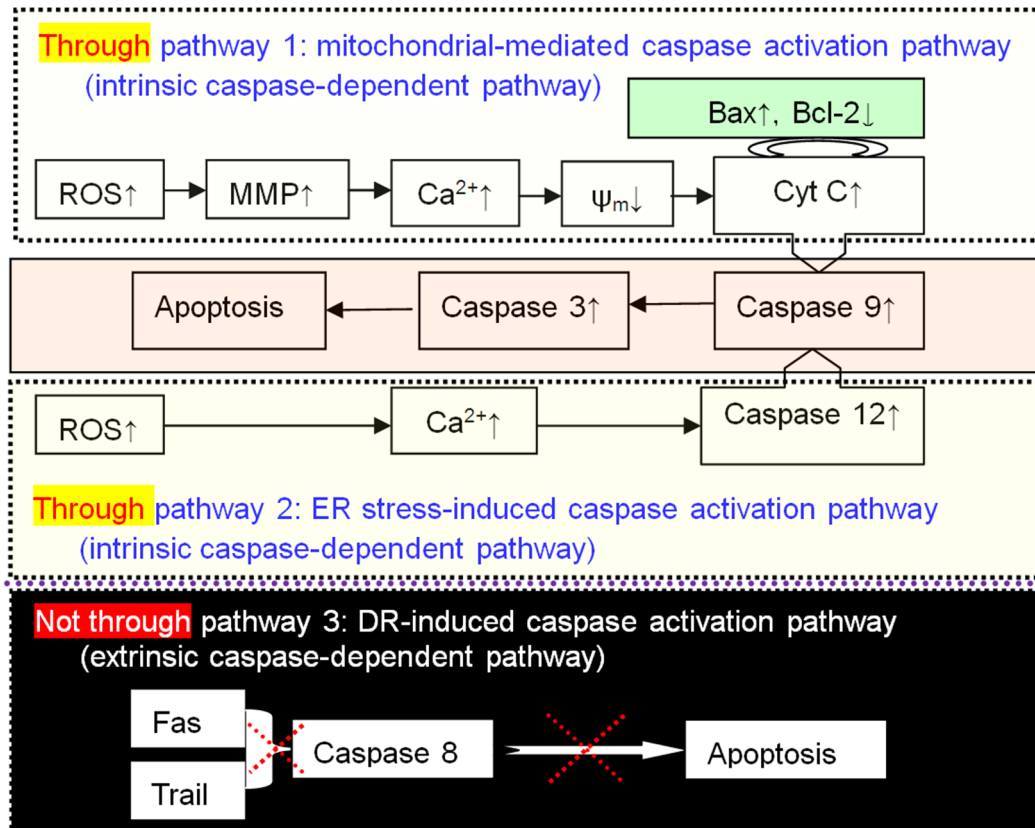 Through pathway 1: mitochondrial-mediated caspase activation pathway
(intrinsic caspase-dependent pathway)
Bax↑, Bcl-2↓
ROS↑
MMP↑
Ca²⁺↑
Ψₘ↓
Cyt C↑
Apoptosis
Caspase 3↑
Caspase 9↑
ROS↑
Ca²⁺↑
Caspase 12↑
Through pathway 2: ER stress-induced caspase activation pathway
(intrinsic caspase-dependent pathway)
Not through pathway 3: DR-induced caspase activation pathway
(extrinsic caspase-dependent pathway)
Fas
Caspase 8
Apoptosis
Trail